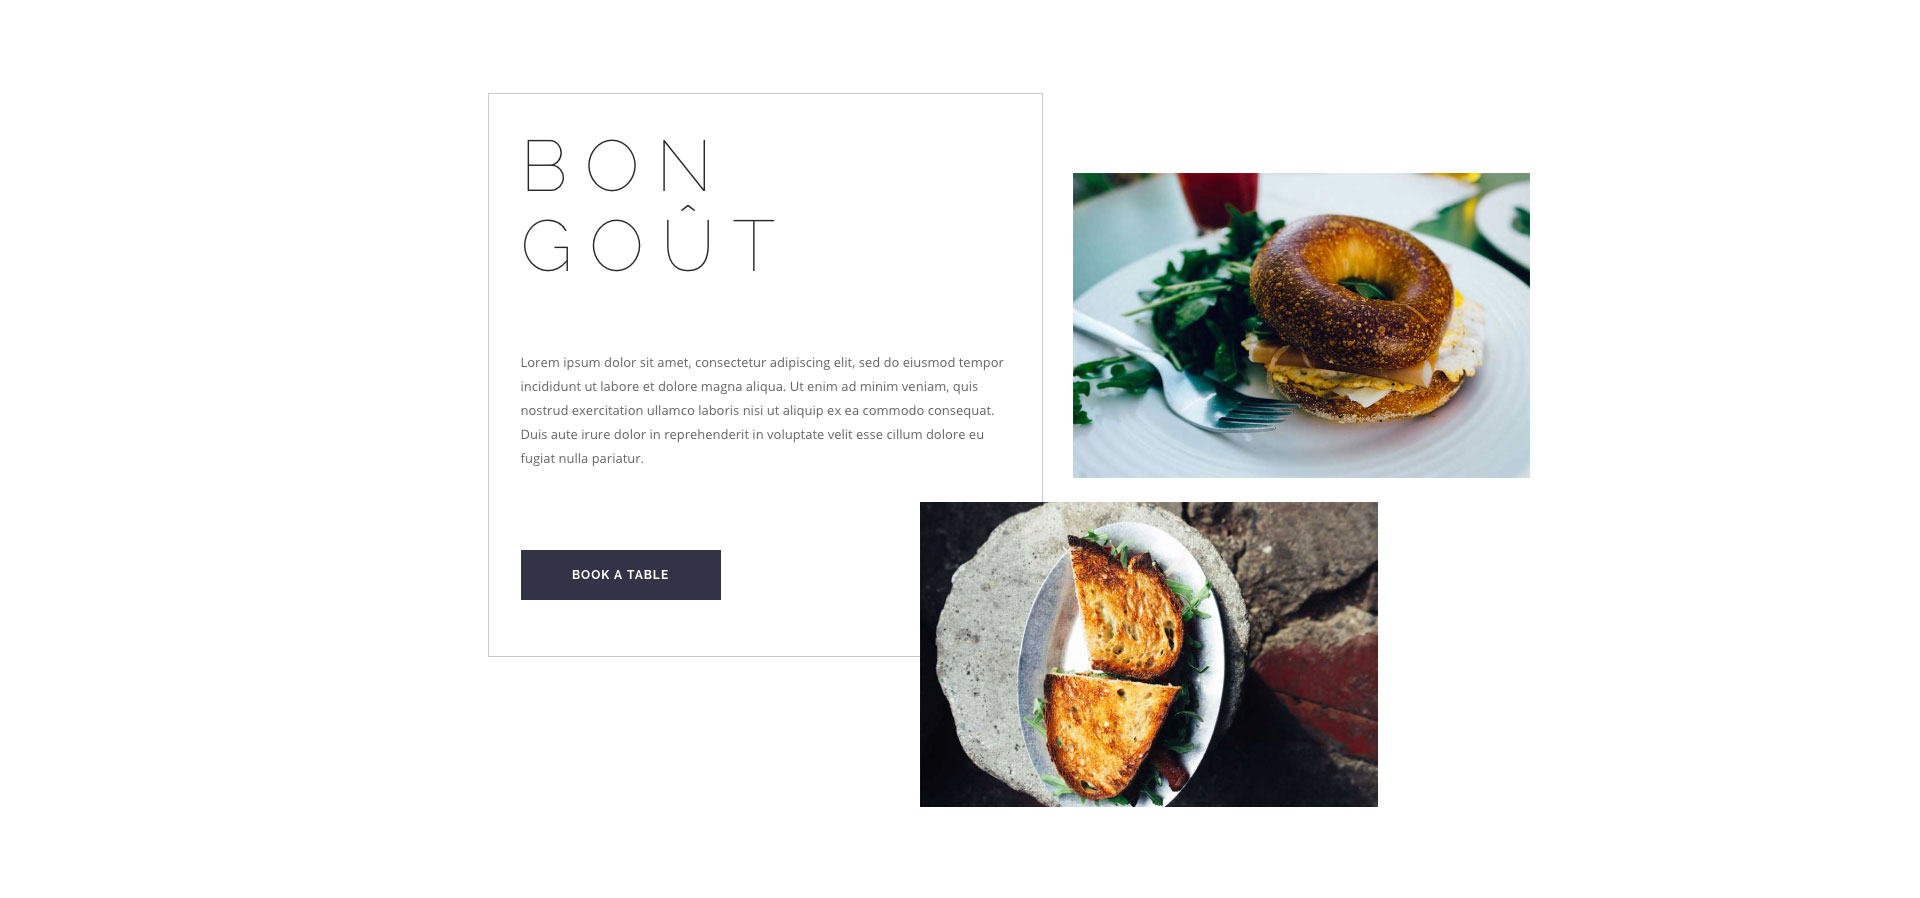 BON
GOÛT
Lorem ipsum dolor sit amet, consectetur adipiscing elit, sed do eiusmod tempor
incididunt ut labore et dolore magna aliqua. Ut enim ad minim veniam, quis
nostrud exercitation ullamco laboris nisi ut aliquip ex ea commodo consequat.
Duis aute irure dolor in reprehenderit in voluptate velit esse cillum dolore eu
fugiat nulla pariatur.
BOOK A TABLE